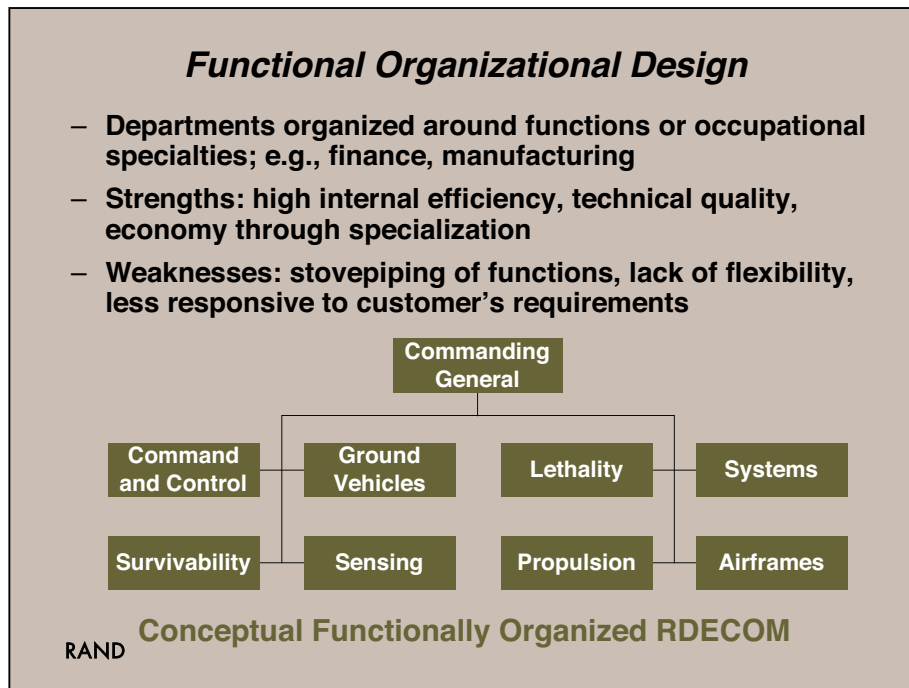 Functional Organizational Design
– Departments organized around functions or occupational
specialties; e.g., finance, manufacturing
– Strengths: high internal efficiency, technical quality,
economy through specialization
– Weaknesses: stovepiping of functions, lack of flexibility,
less responsive to customer’s requirements
Commanding
General
Command
and Control
Ground
Vehicles
Lethality
Systems
Survivability
Sensing
Propulsion
Airframes
Conceptual Functionally Organized RDECOM
RAND